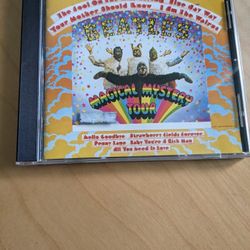 The Fool On The Hill Flying Blue Jay Way
Your Mother Should Know I Am The Walrus
BEATLES
MAGICAL MYSTERY
TOUR
Hello Goodbye Strawberry Fields Forever
Penny Lane Baby You're A Rich Man
All You Need Is Love